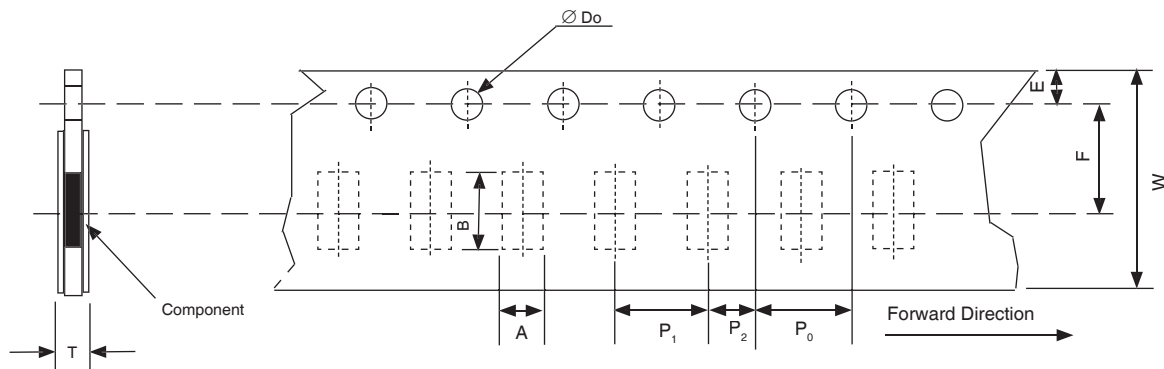 ∅ Do
E
F
W
B
Component
A
P₁
P₂
P₀
Forward Direction
T